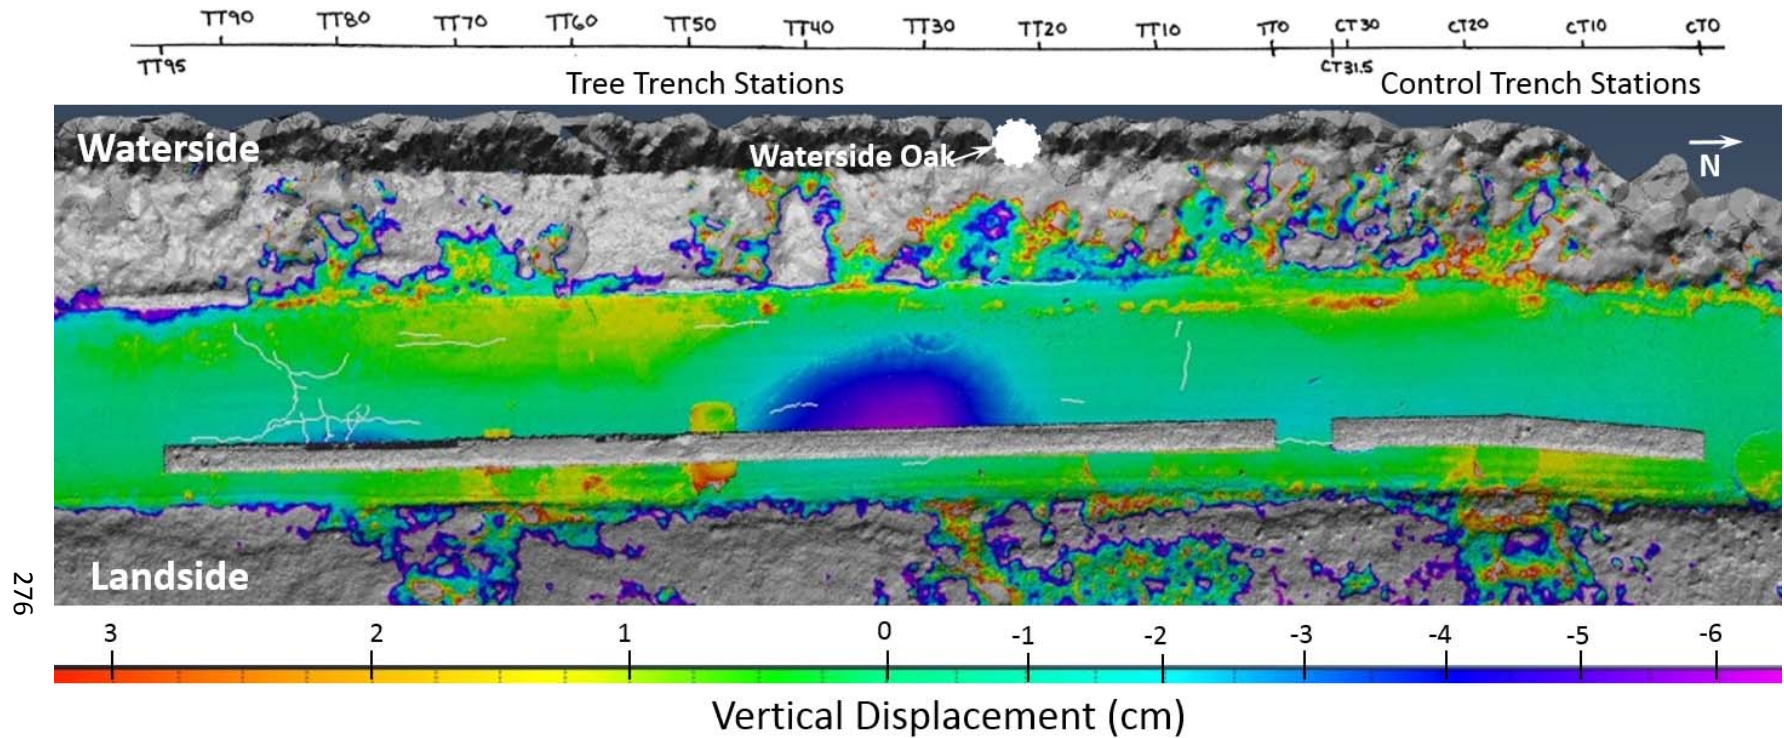 TT90 TT80 TT70 TT60 TT50 TT40 TT30 TT20 TT10 TT0 CT30 CT20 CT10 CT0
TT95 CT31.5
Tree Trench Stations Control Trench Stations
Waterside
Waterside Oak
N
Landside
276
3 2 1 0 -1 -2 -3 -4 -5 -6
Vertical Displacement (cm)